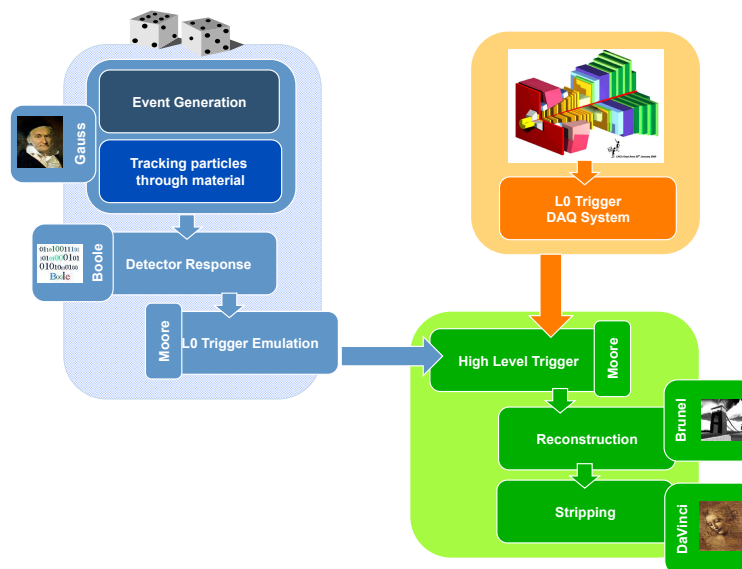 Event Generation
Gauss
Tracking particles
through material
L0 Trigger
DAQ System
Boole
Boole
Detector Response
Moore
L0 Trigger Emulation
High Level Trigger
Moore
Brunel
Reconstruction
Stripping
DaVinci